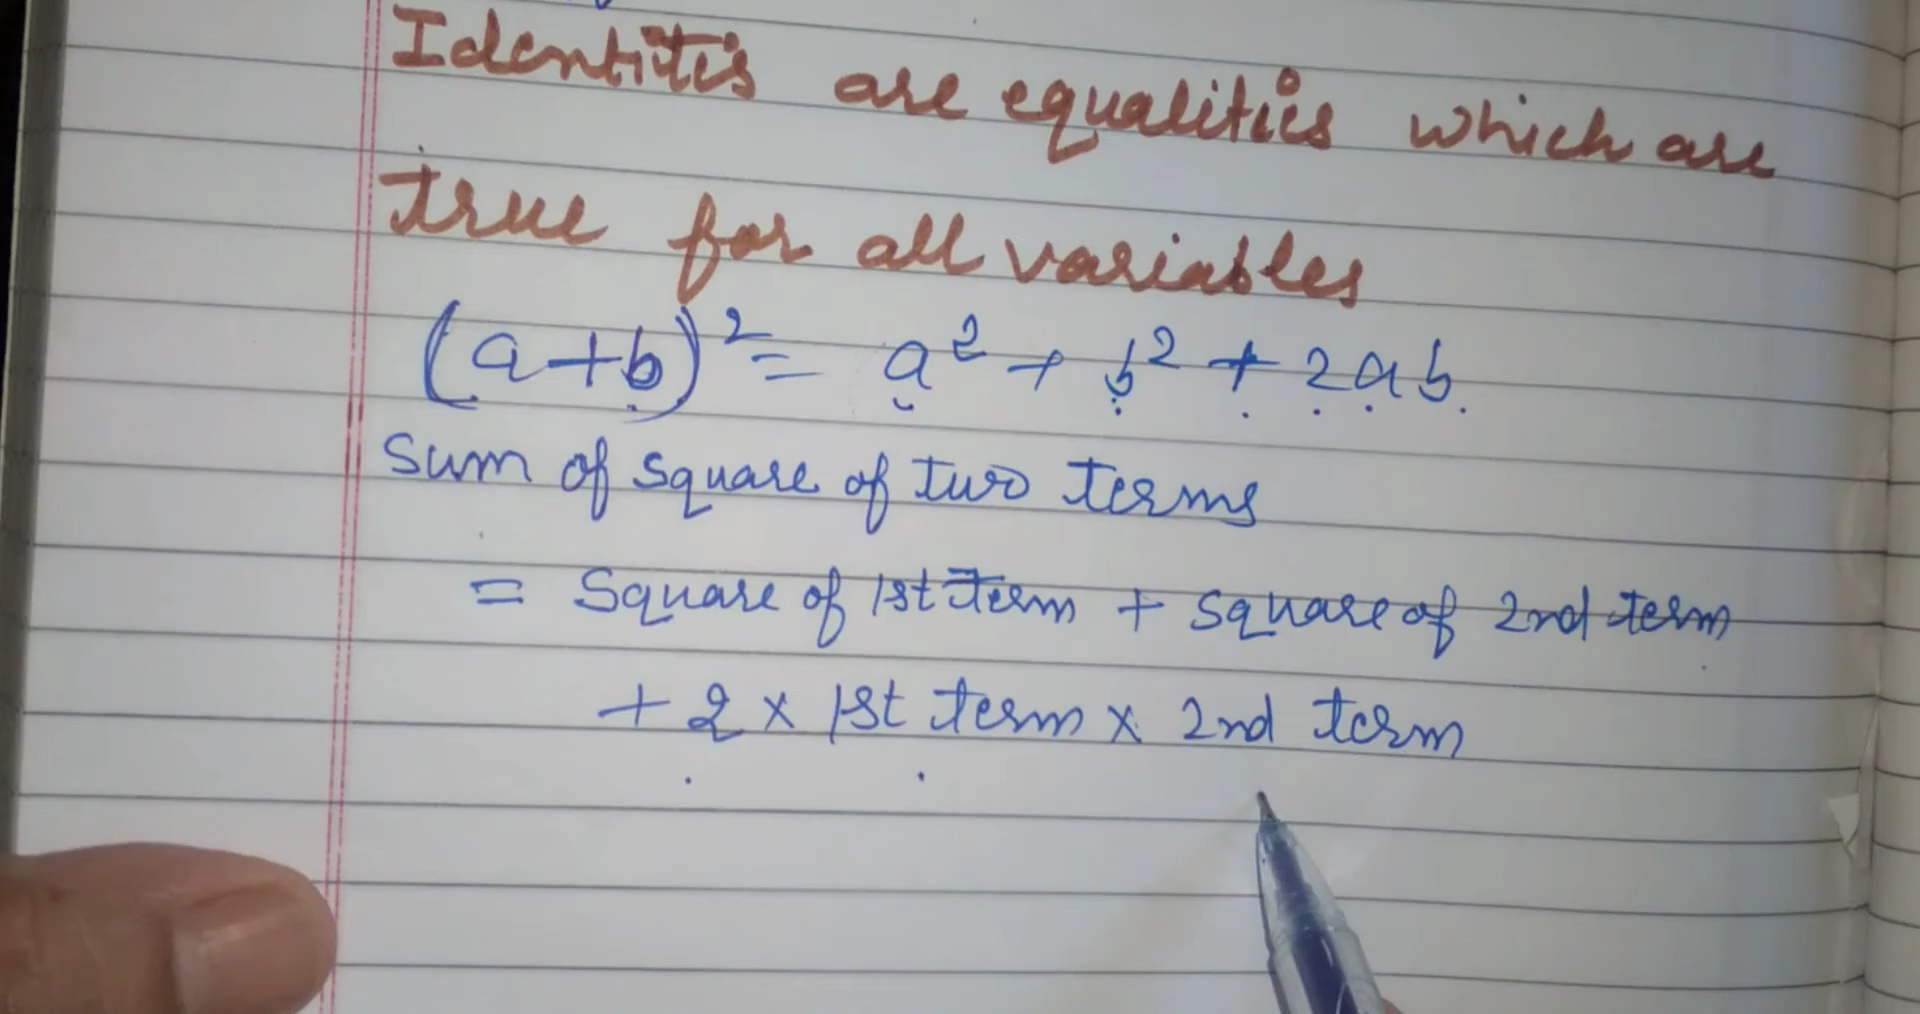 Identitis are equalities which are
true for all variables
(a+b)² = a² + b² + 2ab.
Sum of square of two terms
= Square of 1st term + square of 2nd term
+ 2 × 1st term × 2nd term